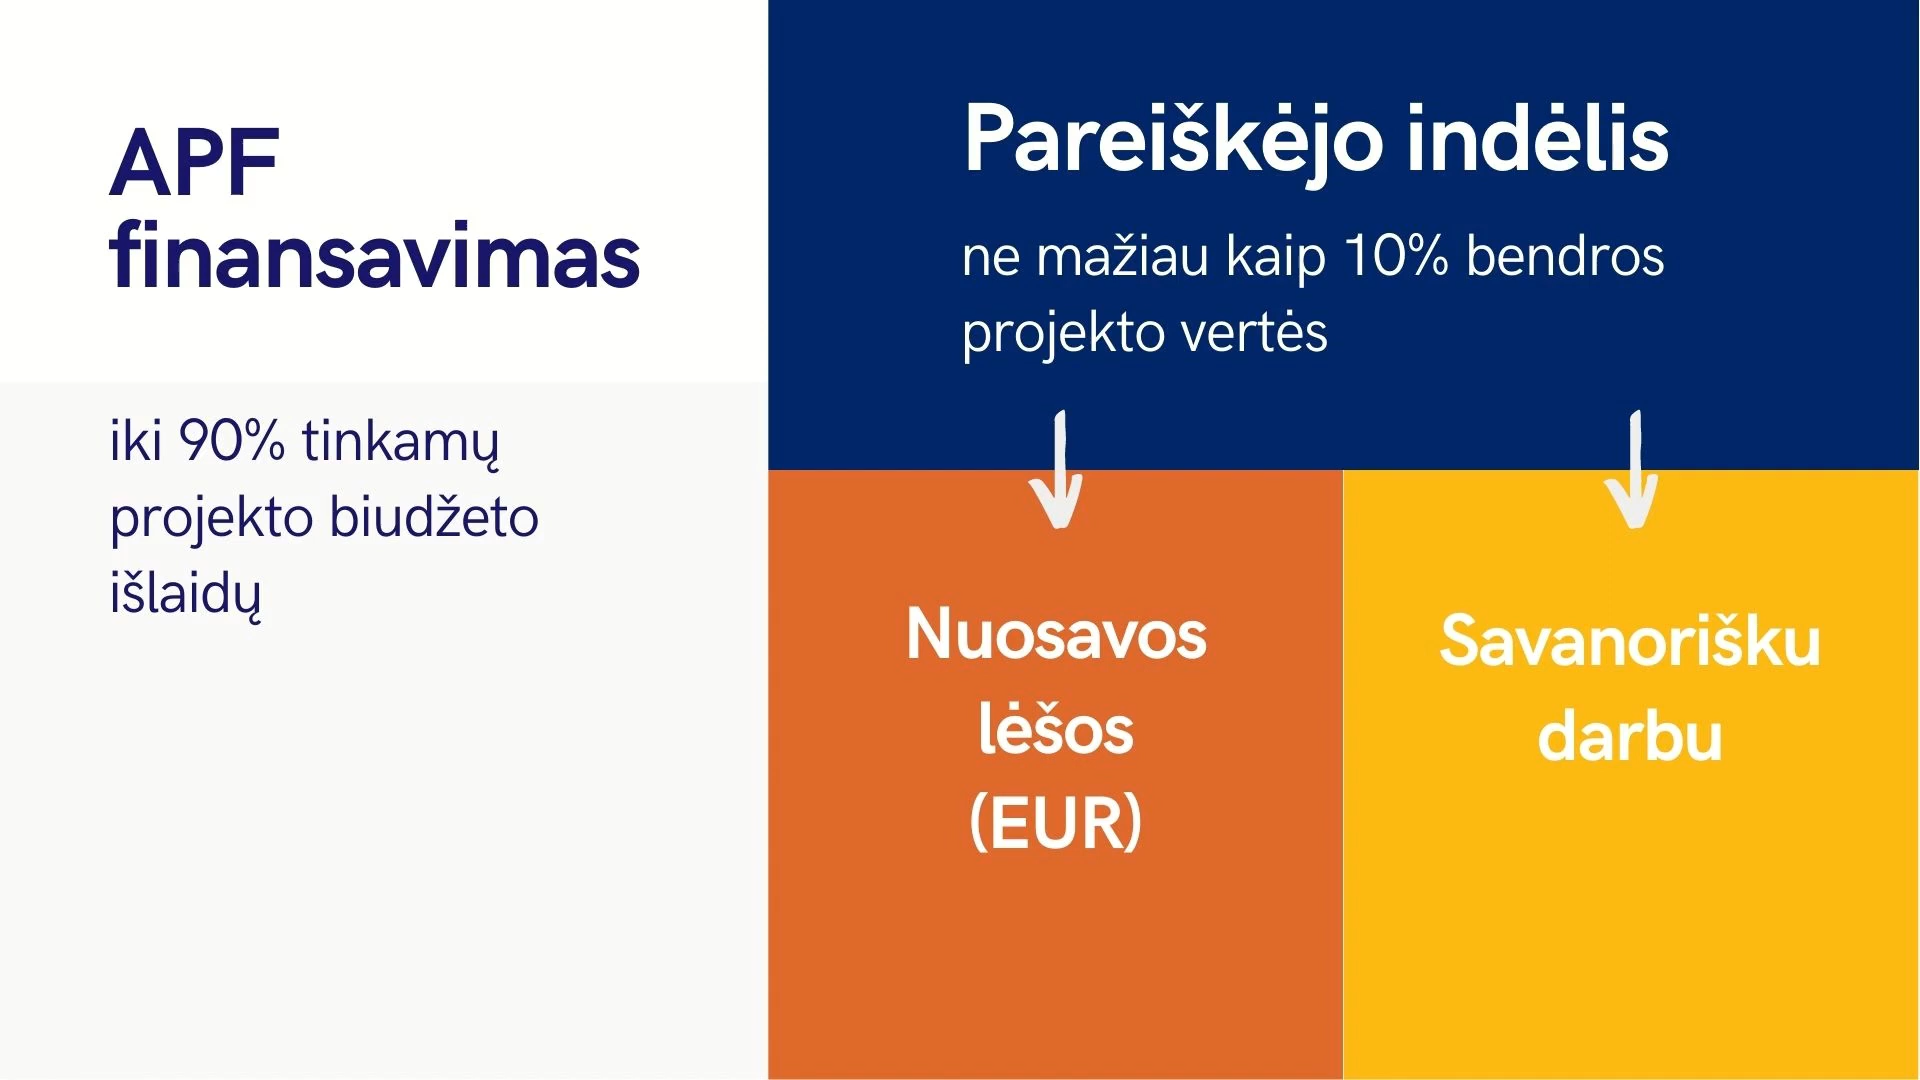 APF
finansavimas
iki 90% tinkamų
projekto biudžeto
išlaidų
Pareiškėjo indėlis
ne mažiau kaip 10% bendros
projekto vertės
Nuosavos
lėšos
(EUR)
Savanorišku
darbu